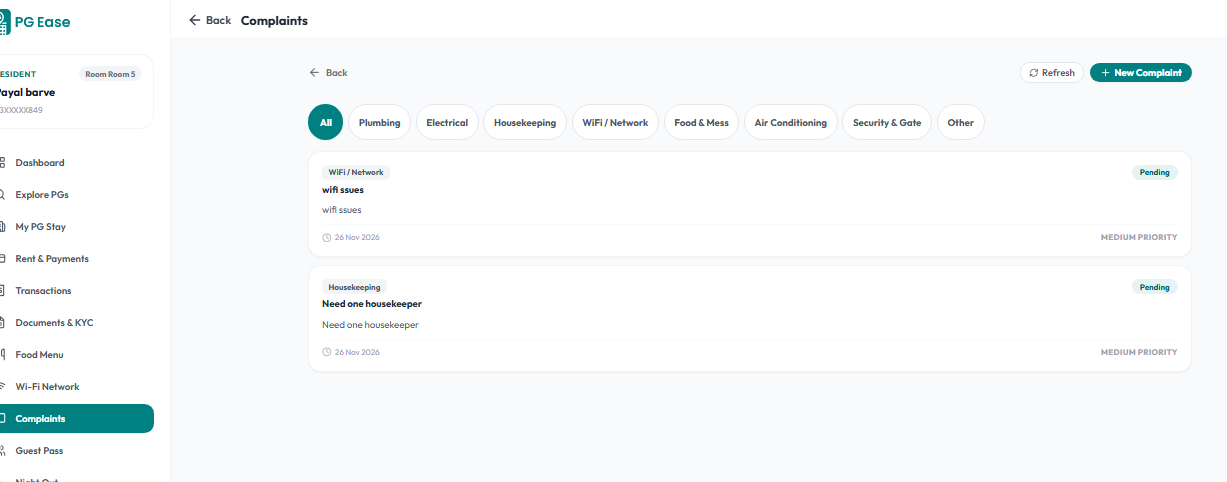 PG Ease
Back Complaints
ESIDENT
Room Room 5
ayal barve
3XXXXX849
Dashboard
Explore PGs
My PG Stay
Rent & Payments
Transactions
Documents & KYC
Food Menu
Wi-Fi Network
Complaints
Guest Pass
Night Out
Back
Refresh
+ New Complaint
All
Plumbing
Electrical
Housekeeping
WiFi / Network
Food & Mess
Air Conditioning
Security & Gate
Other
WiFi / Network
Pending
wifi ssues
wifi ssues
26 Nov 2026
MEDIUM PRIORITY
Housekeeping
Pending
Need one housekeeper
Need one housekeeper
26 Nov 2026
MEDIUM PRIORITY